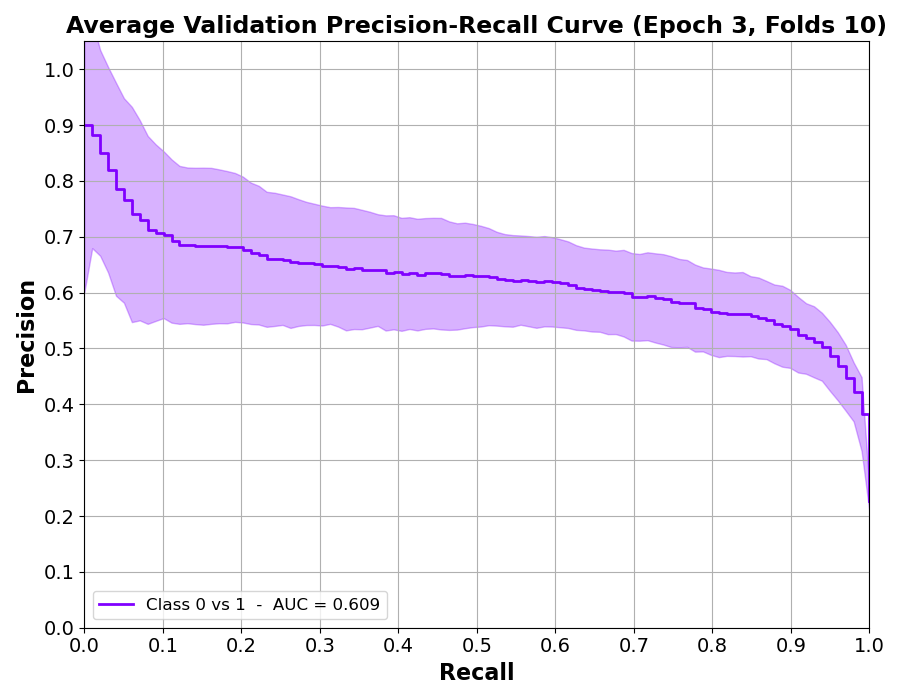 Average Validation Precision-Recall Curve (Epoch 3, Folds 10)
1.0
0.9
0.8
0.7
0.6
0.5
0.4
0.3
0.2
0.1
0.0
Precision
Class 0 vs 1 - AUC = 0.609
0.0 0.1 0.2 0.3 0.4 0.5 0.6 0.7 0.8 0.9 1.0
Recall